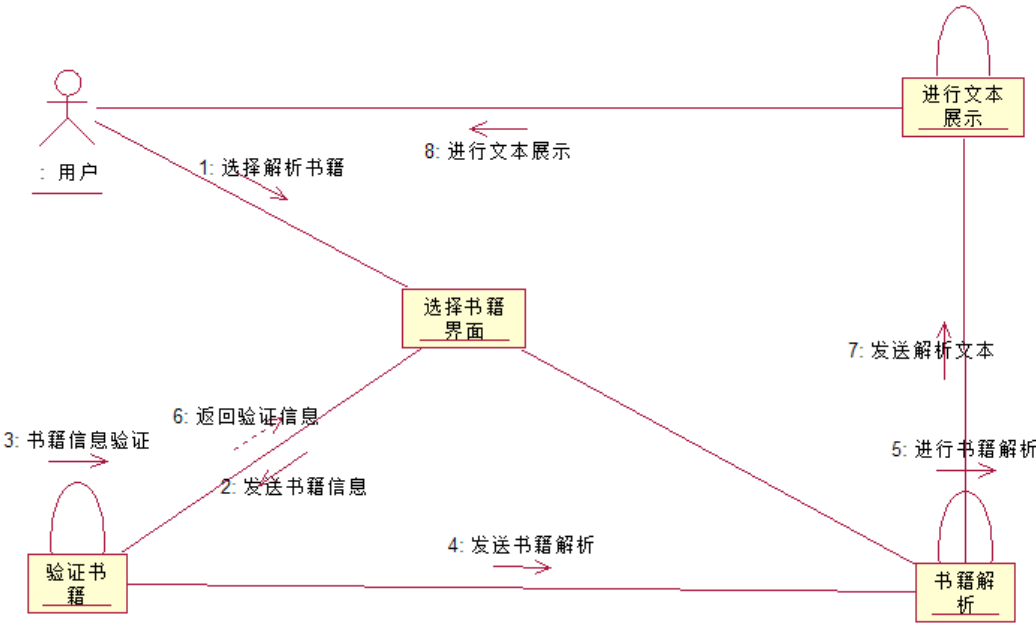 进行文本
展示
8: 进行文本展示
: 用户
1: 选择解析书籍
选择书籍
界面
7: 发送解析文本
6: 返回验证信息
3: 书籍信息验证
5: 进行书籍解析
2: 发送书籍信息
4: 发送书籍解析
验证书
籍
书籍解
析